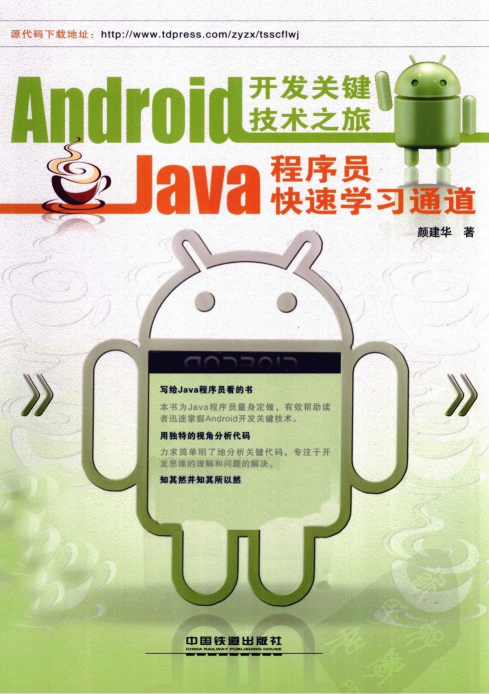 源代码下载地址：http://www.tdpress.com/zyzx/tsscflwj
Android 开发关键
技术之旅
Java 程序员
快速学习通道
颜建华 著
ANDROID
写给Java程序员看的书
本书为Java程序员量身定做，有效帮助读
者迅速掌握Android开发关键技术。
用独特的视角分析代码
力求简单明了地分析关键代码，专注于开
发思维的理解和问题的解决。
知其然并知其所以然
中国铁道出版社
CHINA RAILWAY PUBLISHING HOUSE